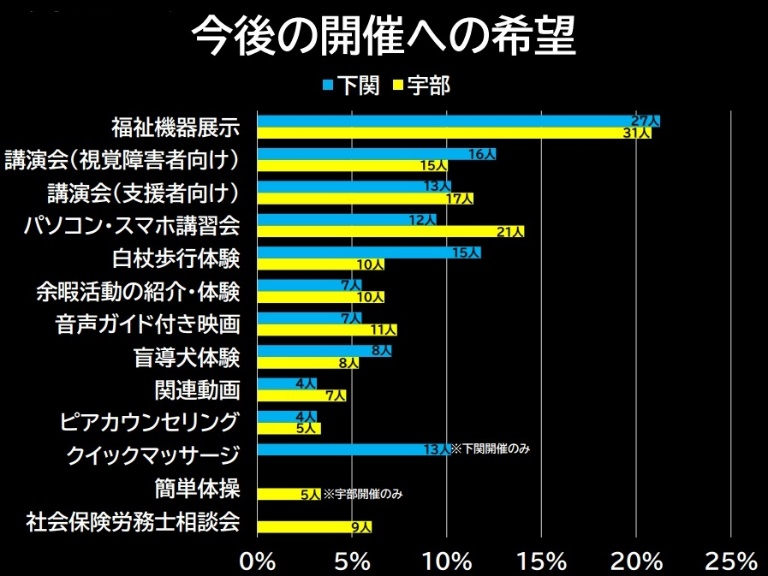 今後の開催への希望
下関 宇部
福祉機器展示 27人 31人
講演会(視覚障害者向け) 16人 15人
講演会(支援者向け) 13人 17人
パソコン・スマホ講習会 12人 21人
白杖歩行体験 15人 10人
余暇活動の紹介・体験 7人 10人
音声ガイド付き映画 7人 11人
盲導犬体験 8人 8人
関連動画 4人 7人
ピアカウンセリング 4人 5人
クイックマッサージ 13人 ※下関開催のみ
簡単体操 5人 ※宇部開催のみ
社会保険労務士相談会 9人
0% 5% 10% 15% 20% 25%